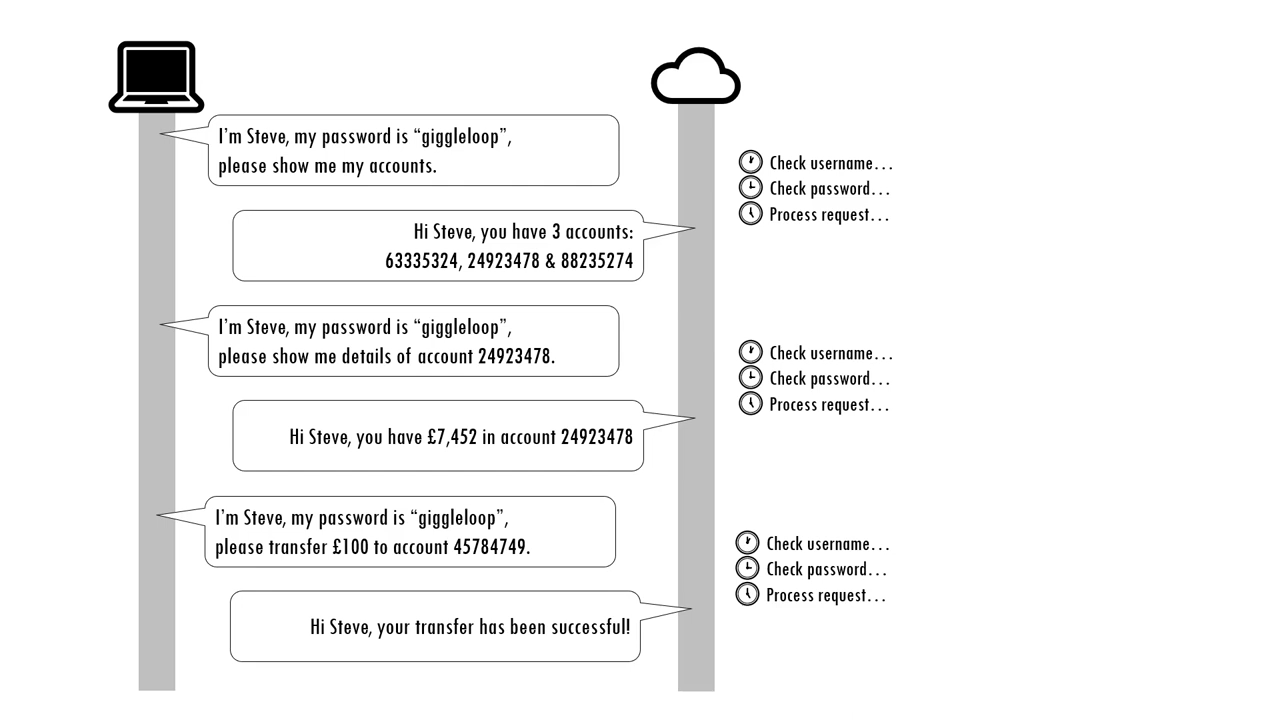 I'm Steve, my password is “giggleloop”,
please show me my accounts.
Check username...
Check password...
Process request...
Hi Steve, you have 3 accounts:
63335324, 24923478 & 88235274
I'm Steve, my password is “giggleloop”,
please show me details of account 24923478.
Check username...
Check password...
Process request...
Hi Steve, you have £7,452 in account 24923478
I'm Steve, my password is “giggleloop”,
please transfer £100 to account 45784749.
Check username...
Check password...
Process request...
Hi Steve, your transfer has been successful!